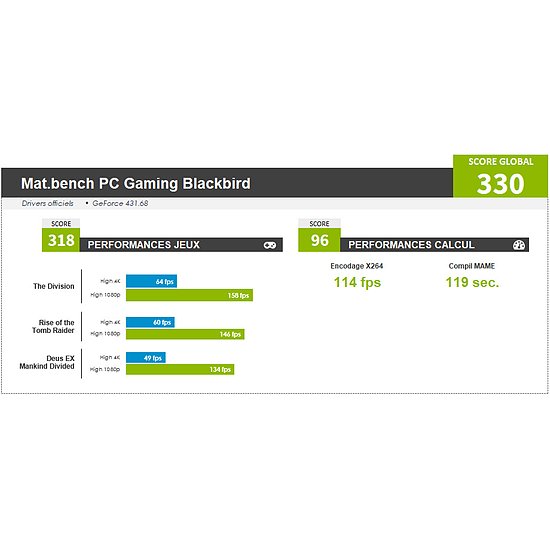 SCORE GLOBAL
330
Mat.bench PC Gaming Blackbird
Drivers officiels • GeForce 431.68
SCORE
318 PERFORMANCES JEUX
The Division
High 4K 64 fps
High 1080p 158 fps
Rise of the
Tomb Raider
High 4K 60 fps
High 1080p 146 fps
Deus EX
Mankind Divided
High 4K 49 fps
High 1080p 134 fps
SCORE
96 PERFORMANCES CALCUL
Encodage X264 Compil MAME
114 fps 119 sec.